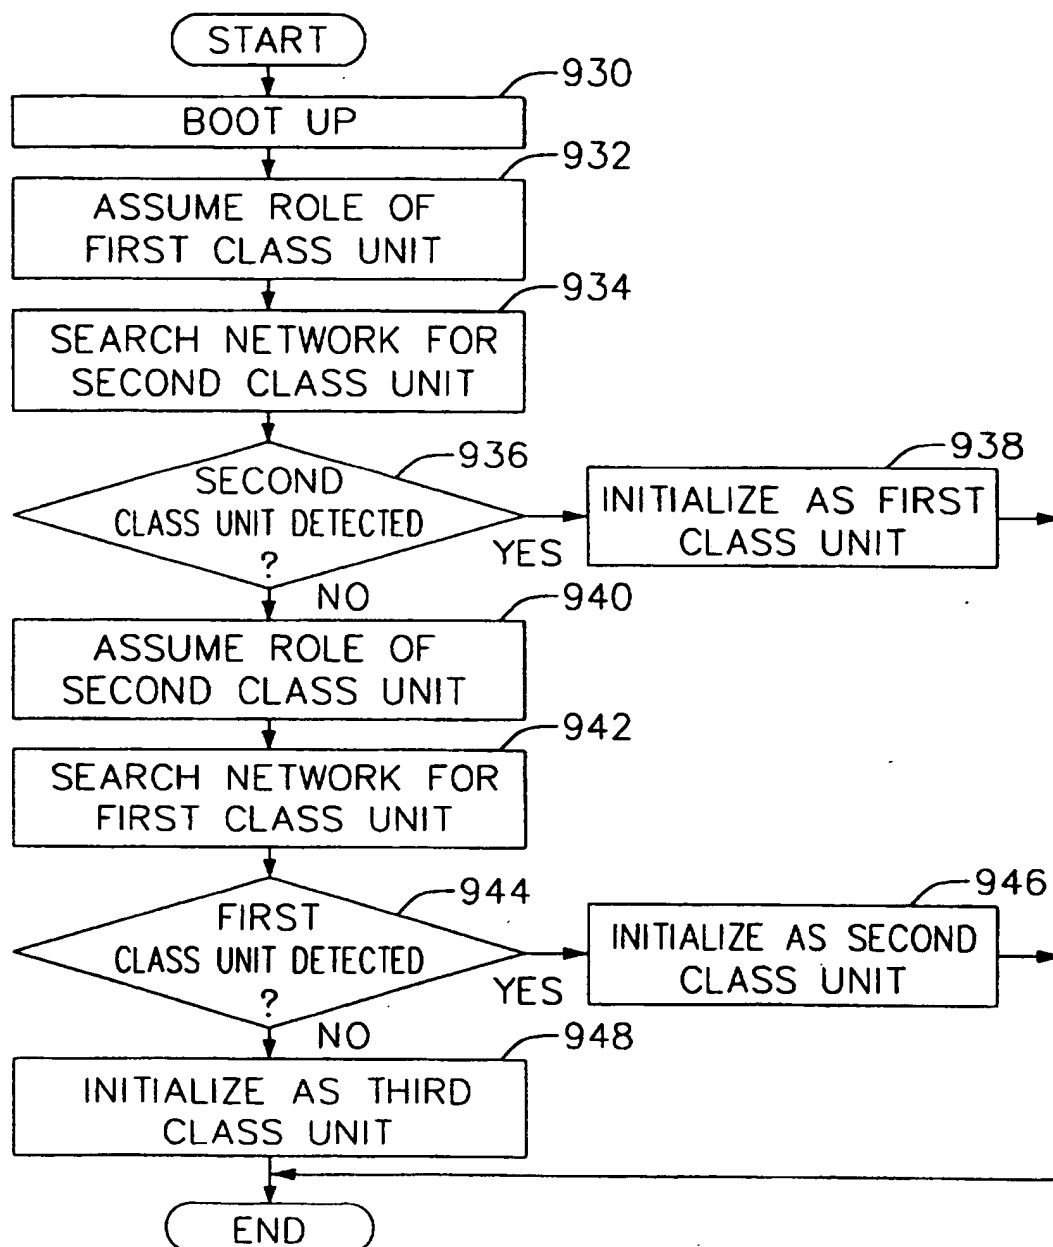 START
930
BOOT UP
932
ASSUME ROLE OF
FIRST CLASS UNIT
934
SEARCH NETWORK FOR
SECOND CLASS UNIT
936
SECOND
CLASS UNIT DETECTED
?
YES
938
INITIALIZE AS FIRST
CLASS UNIT
NO
940
ASSUME ROLE OF
SECOND CLASS UNIT
942
SEARCH NETWORK FOR
FIRST CLASS UNIT
944
FIRST
CLASS UNIT DETECTED
?
YES
946
INITIALIZE AS SECOND
CLASS UNIT
NO
948
INITIALIZE AS THIRD
CLASS UNIT
END